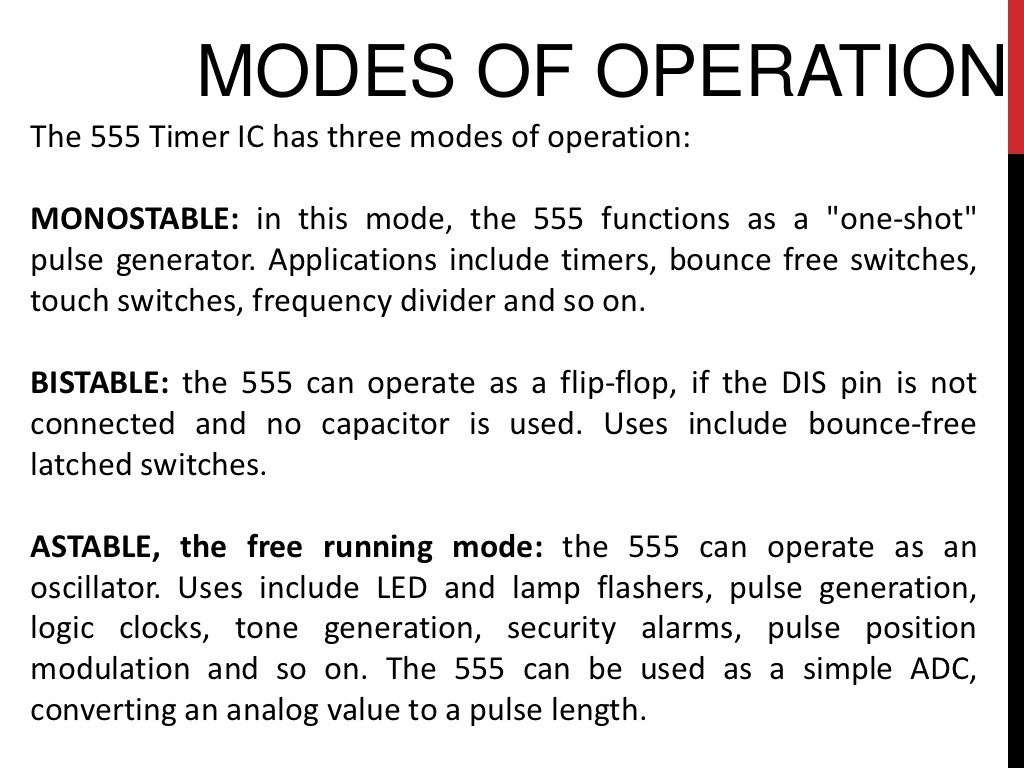 MODES OF OPERATION
The 555 Timer IC has three modes of operation:
MONOSTABLE: in this mode, the 555 functions as a "one-shot"
pulse generator. Applications include timers, bounce free switches,
touch switches, frequency divider and so on.
BISTABLE: the 555 can operate as a flip-flop, if the DIS pin is not
connected and no capacitor is used. Uses include bounce-free
latched switches.
ASTABLE, the free running mode: the 555 can operate as an
oscillator. Uses include LED and lamp flashers, pulse generation,
logic clocks, tone generation, security alarms, pulse position
modulation and so on. The 555 can be used as a simple ADC,
converting an analog value to a pulse length.